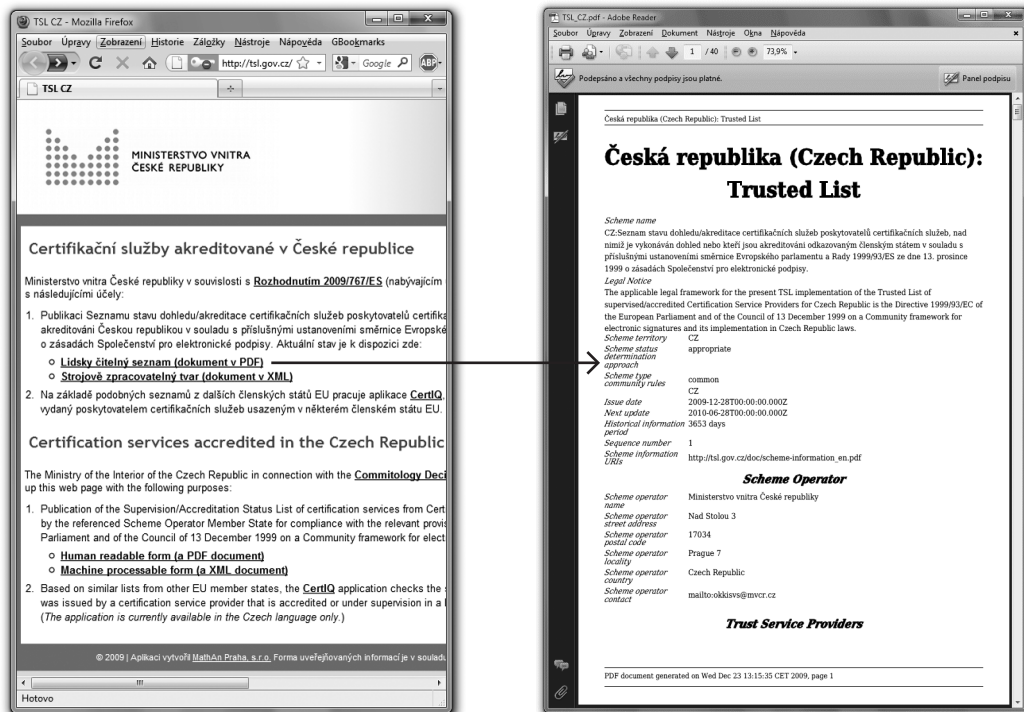 TSL CZ - Mozilla Firefox
Soubor Úpravy Zobrazení Historie Záložky Nástroje Nápověda GBookmarks
http://tsl.gov.cz/ Google ABP
TSL CZ
MINISTERSTVO VNITRA
ČESKÉ REPUBLIKY
Certifikační služby akreditované v České republice
Ministerstvo vnitra České republiky v souvislosti s Rozhodnutím 2009/767/ES (nabývajícím
s následujícími účely:
1. Publikaci Seznamu stavu dohledu/akreditace certifikačních služeb poskytovatelů certifika
akreditováni Českou republikou v souladu s příslušnými ustanoveními směrnice Evropské
o zásadách Společenství pro elektronické podpisy. Aktuální stav je k dispozici zde:
Lidsky čitelný seznam (dokument v PDF)
Strojově zpracovatelný tvar (dokument v XML)
2. Na základě podobných seznamů z dalších členských států EU pracuje aplikace CertIQ,
vydaný poskytovatelem certifikačních služeb usazeným v některém členském státu EU.
Certification services accredited in the Czech Republic
The Ministry of the Interior of the Czech Republic in connection with the Commitology Deci
up this web page with the following purposes:
1. Publication of the Supervision/Accreditation Status List of certification services from Cert
by the referenced Scheme Operator Member State for compliance with the relevant provis
Parliament and of the Council of 13 December 1999 on a Community framework for elect
Human readable form (a PDF document)
Machine processable form (a XML document)
2. Based on similar lists from other EU member states, the CertIQ application checks the
was issued by a certification service provider that is accredited or under supervision in a
(The application is currently available in the Czech language only.)
© 2009 | Aplikaci vytvořil MathAn Praha, s.r.o. Forma uveřejňovaných informací je v souladu
Hotovo
TSL_CZ.pdf - Adobe Reader
Soubor Úpravy Zobrazení Dokument Nástroje Okna Nápověda
1 / 40 73,9%
Podepsáno a všechny podpisy jsou platné. Panel podpisu
Česká republika (Czech Republic): Trusted List
Česká republika (Czech Republic):
Trusted List
Scheme name
CZ:Seznam stavu dohledu/akreditace certifikačních služeb poskytovatelů certifikačních služeb, nad
nimiž je vykonáván dohled nebo kteří jsou akreditováni odkazovaným členským státem v souladu s
příslušnými ustanoveními směrnice Evropského parlamentu a Rady 1999/93/ES ze dne 13. prosince
1999 o zásadách Společenství pro elektronické podpisy.
Legal Notice
The applicable legal framework for the present TSL implementation of the Trusted List of
supervised/accredited Certification Service Providers for Czech Republic is the Directive 1999/93/EC of
the European Parliament and of the Council of 13 December 1999 on a Community framework for
electronic signatures and its implementation in Czech Republic laws.
Scheme territory CZ
Scheme status appropriate
determination
approach
Scheme type
community rules common
CZ
Issue date 2009-12-28T00:00:00.000Z
Next update 2010-06-28T00:00:00.000Z
Historical information 3653 days
period
Sequence number 1
Scheme information
URIs http://tsl.gov.cz/doc/scheme-information_en.pdf
Scheme Operator
Scheme operator Ministerstvo vnitra České republiky
name
Scheme operator Nad Stolou 3
street address
Scheme operator 17034
postal code
Scheme operator Prague 7
locality
Scheme operator Czech Republic
country
Scheme operator mailto:okkisvs@mvcr.cz
contact
Trust Service Providers
PDF document generated on Wed Dec 23 13:15:35 CET 2009, page 1